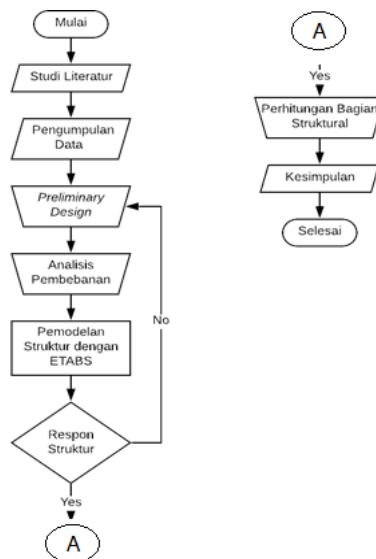 Mulai
Studi Literatur
Pengumpulan
Data
Preliminary
Design
Analisis
Pembebanan
Pemodelan
Struktur dengan
ETABS
No
Respon
Struktur
Yes
A
A
Yes
Perhitungan Bagian
Struktural
Kesimpulan
Selesai